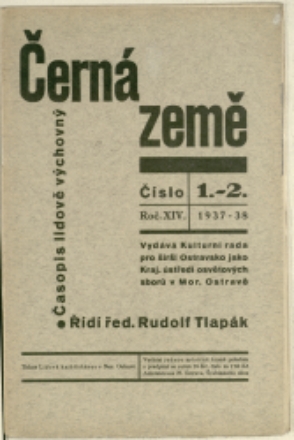 Černá
země
Časopis lidově výchovný
Číslo 1.-2.
Roč. XIV. 1937-38
Vydává Kulturní rada
pro širší Ostravsko jako
Kraj. ústředí osvětových
sborů v Mor. Ostravě
Řídí řed. Rudolf Tlapák